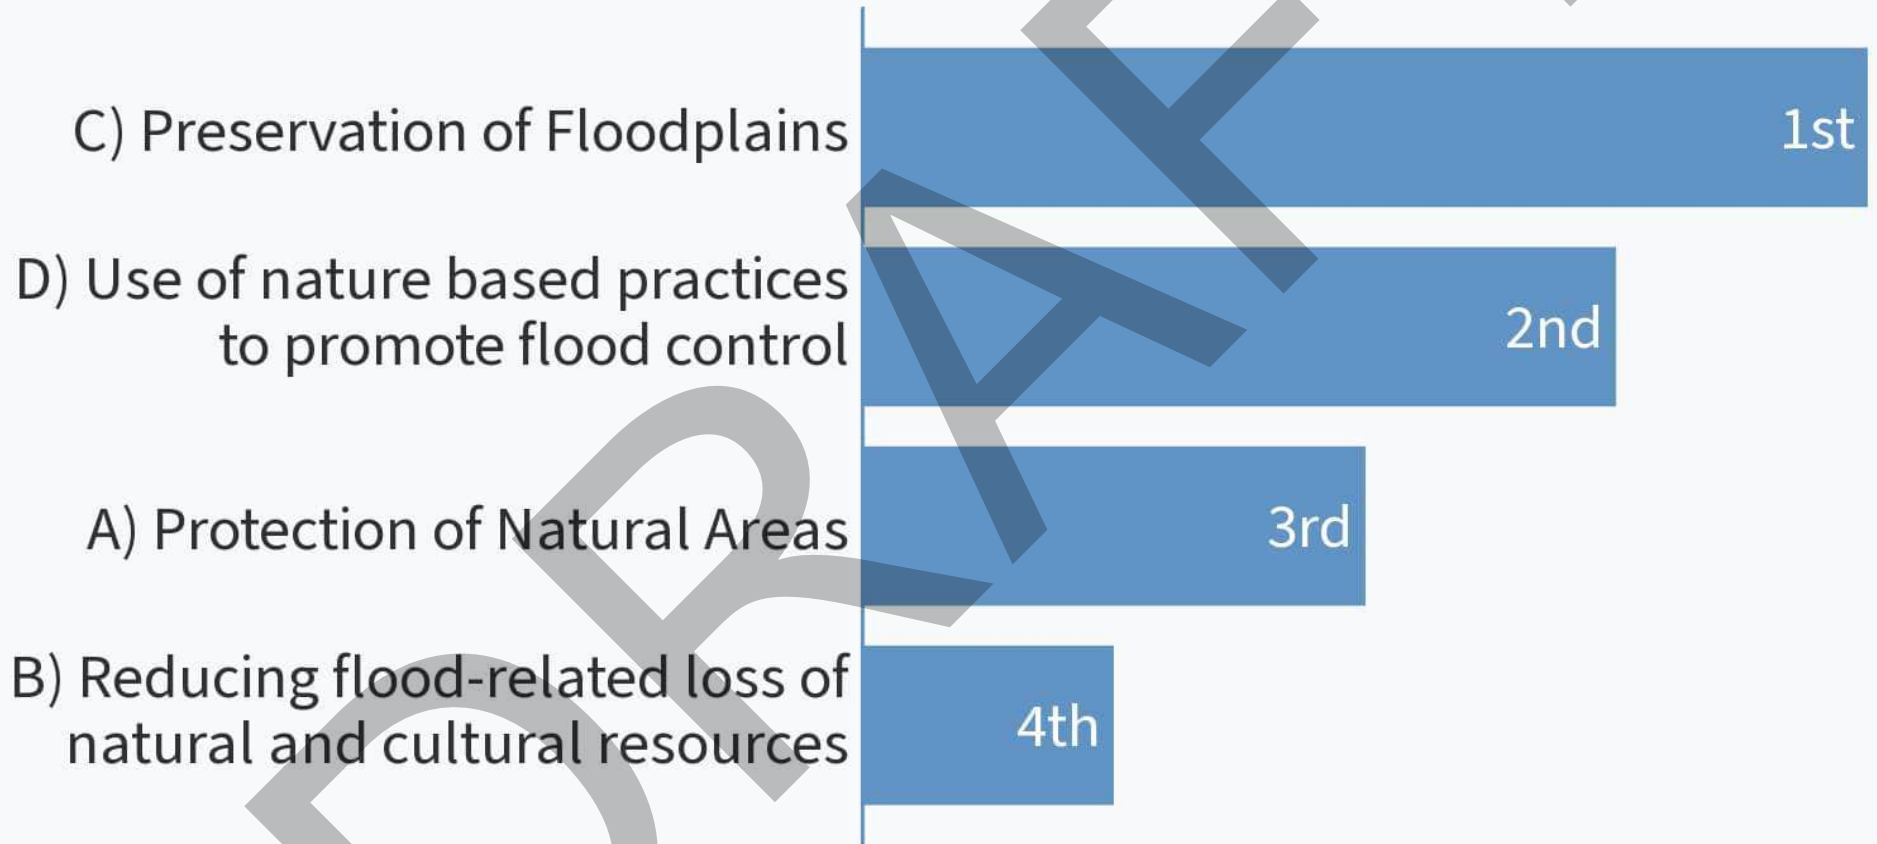 C) Preservation of Floodplains
1st
D) Use of nature based practices
to promote flood control
2nd
A) Protection of Natural Areas
3rd
B) Reducing flood-related loss of
natural and cultural resources
4th
DRAF